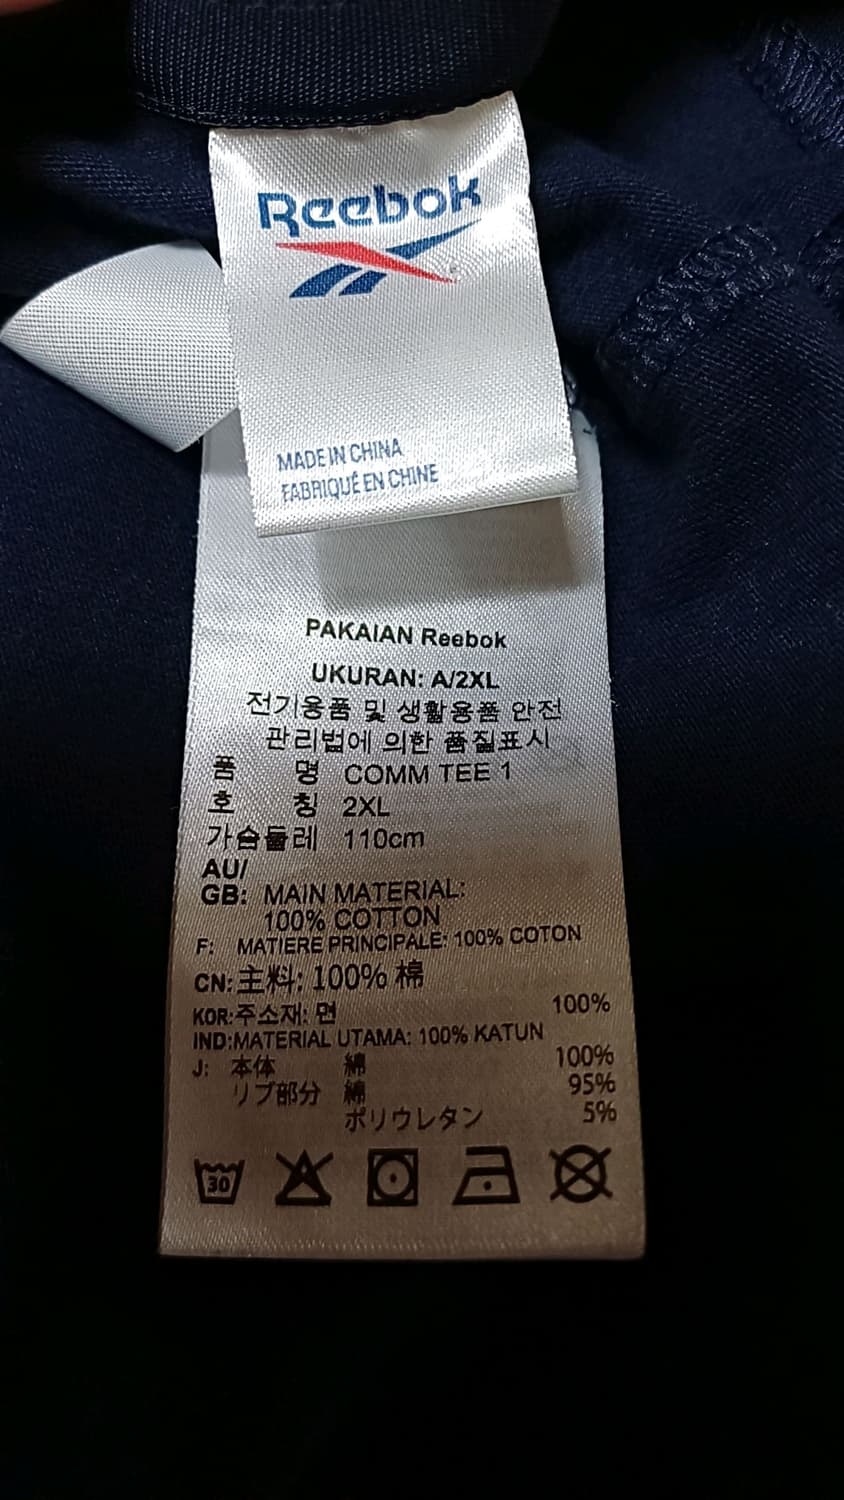 Reebok
MADE IN CHINA
FABRIQUÉ EN CHINE
PAKAIAN Reebok
UKURAN: A/2XL
전기용품 및 생활용품 안전
관리법에 의한 품질표시
품 명 COMM TEE 1
호 칭 2XL
가슴둘레 110cm
AU/
GB: MAIN MATERIAL:
100% COTTON
F: MATIERE PRINCIPALE: 100% COTON
CN:主料: 100% 棉
KOR:주소재: 면 100%
IND:MATERIAL UTAMA: 100% KATUN
J: 本体 綿 100%
リブ部分 綿 95%
ポリウレタン 5%
30